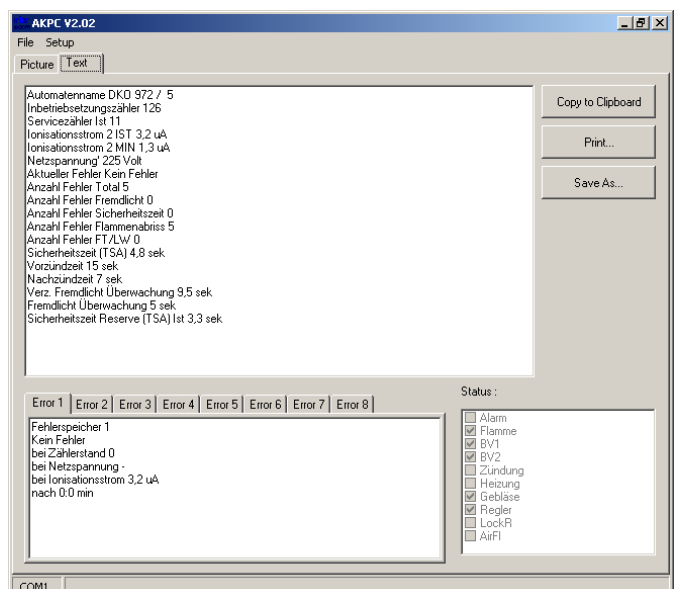 AKPC V2.02
File Setup
Picture Text
Automatenname DKO 972 / 5
Inbetriebsetzungszähler 126
Servicezähler Ist 11
Ionisationsstrom 2 IST 3,2 uA
Ionisationsstrom 2 MIN 1,3 uA
Netzspannung' 225 Volt
Aktueller Fehler Kein Fehler
Anzahl Fehler Total 5
Anzahl Fehler Fremdlicht 0
Anzahl Fehler Sicherheitszeit 0
Anzahl Fehler Flammenabriss 5
Anzahl Fehler FT/LW 0
Sicherheitszeit (TSA) 4,8 sek
Vorzündzeit 15 sek
Nachzündzeit 7 sek
Verz. Fremdlicht Überwachung 9,5 sek
Fremdlicht Überwachung 5 sek
Sicherheitszeit Reserve (TSA) Ist 3,3 sek
Copy to Clipboard
Print...
Save As...
Error 1 Error 2 Error 3 Error 4 Error 5 Error 6 Error 7 Error 8
Fehlerspeicher 1
Kein Fehler
bei Zählerstand 0
bei Netzspannung -
bei Ionisationsstrom 3,2 uA
nach 0:0 min
Status :
Alarm
Flamme
BV1
BV2
Zündung
Heizung
Gebläse
Regler
LockR
AirFl
COM1